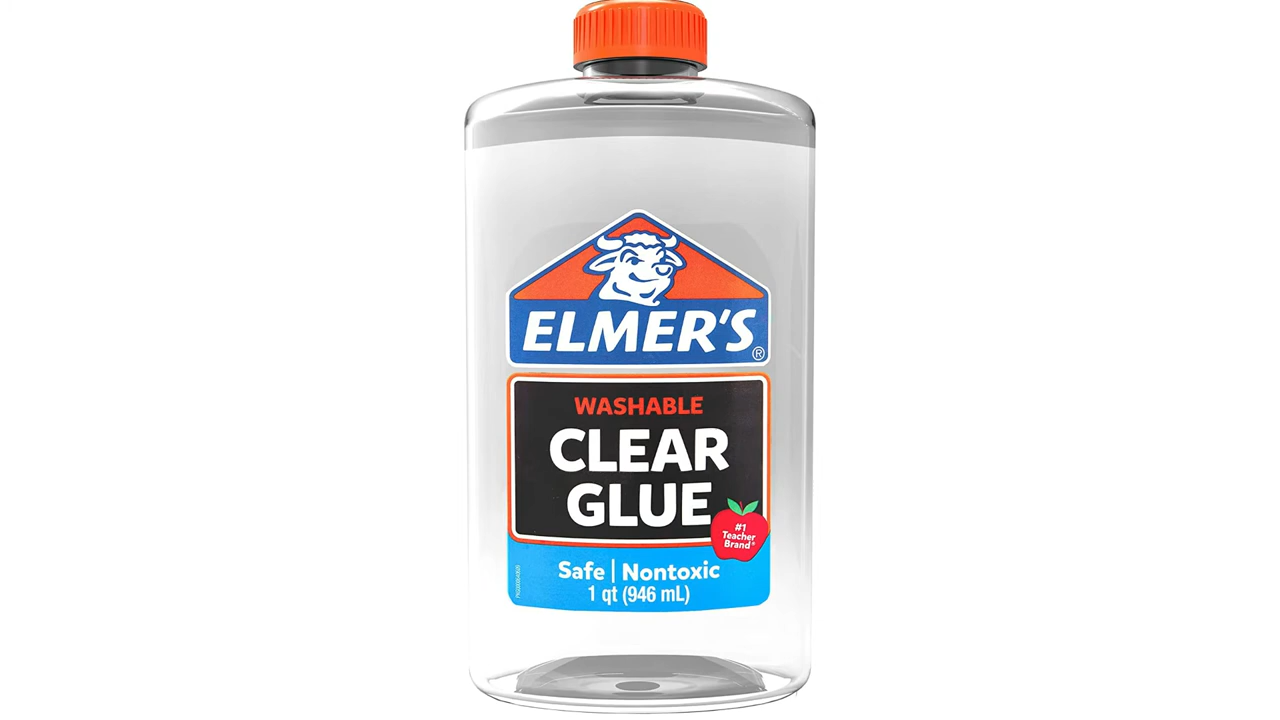 ELMER'S®
WASHABLE
CLEAR
GLUE
#1
Teacher
Brand*
Safe | Nontoxic
1 qt (946 mL)